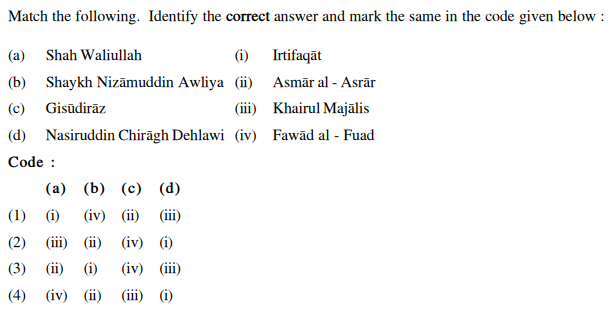 Match the following. Identify the correct answer and mark the same in the code given below :
(a) Shah Waliullah (i) Irtifaqāt
(b) Shaykh Nizāmuddin Awliya (ii) Asmār al - Asrār
(c) Gisūdirāz (iii) Khairul Majālis
(d) Nasiruddin Chirāgh Dehlawi (iv) Fawād al - Fuad
Code :
(a) (b) (c) (d)
(1) (i) (iv) (ii) (iii)
(2) (iii) (ii) (iv) (i)
(3) (ii) (i) (iv) (iii)
(4) (iv) (ii) (iii) (i)